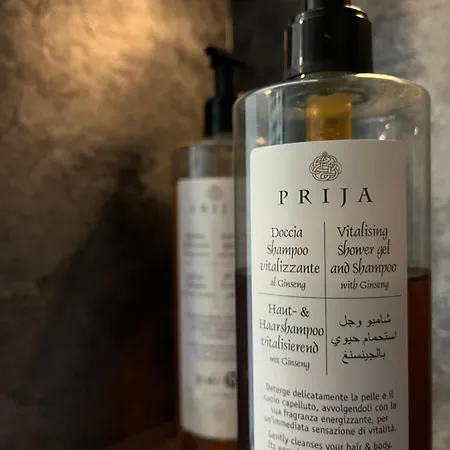 PRIJA
Doccia
Shampoo
vitalizzante
al Ginseng
Vitalising
Shower gel
and Shampoo
with Ginseng
Haut- &
Haarshampoo
vitalisierend
mit Ginseng
شامبو وجل
استحمام حيوي
بالجينسنغ
Deterge delicatamente la pelle e il
cuoio capelluto, avvolgendoli con la
sua fragranza energizzante, per
un'immediata sensazione di vitalità.
Gently cleanses your hair & body.
PRIJA